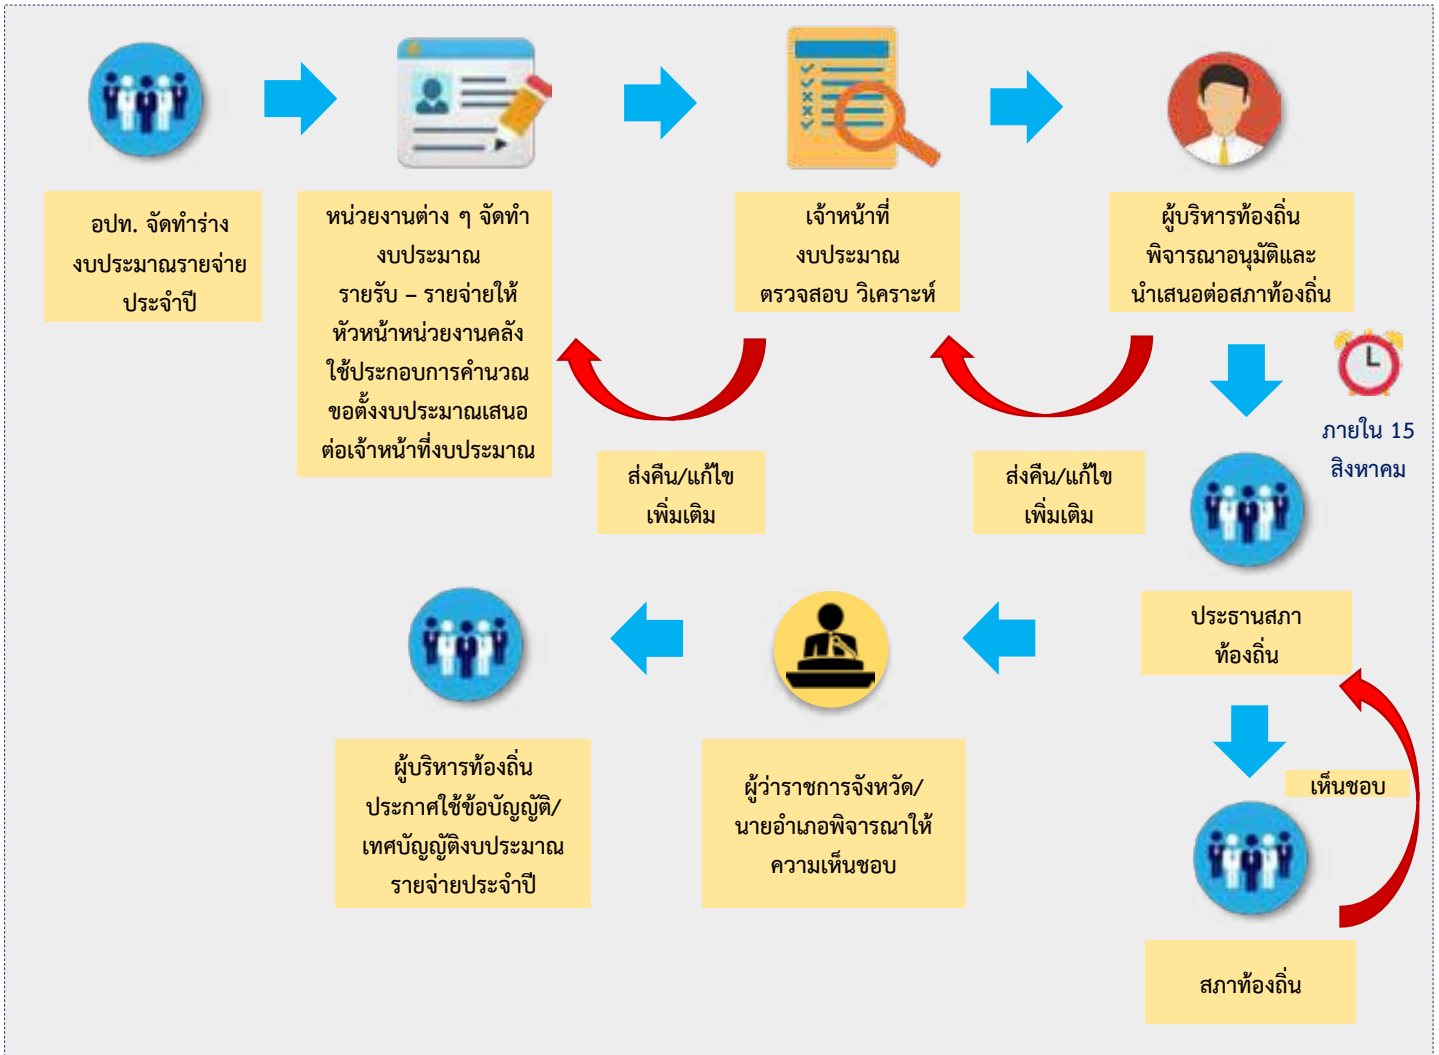 อปท. จัดทำร่าง
งบประมาณรายจ่าย
ประจำปี
หน่วยงานต่าง ๆ จัดทำ
งบประมาณ
รายรับ – รายจ่ายให้
หัวหน้าหน่วยงานคลัง
ใช้ประกอบการคำนวณ
ขอตั้งงบประมาณเสนอ
ต่อเจ้าหน้าที่งบประมาณ
เจ้าหน้าที่
งบประมาณ
ตรวจสอบ วิเคราะห์
ผู้บริหารท้องถิ่น
พิจารณาอนุมัติและ
นำเสนอต่อสภาท้องถิ่น
ส่งคืน/แก้ไข
เพิ่มเติม
ส่งคืน/แก้ไข
เพิ่มเติม
ภายใน 15
สิงหาคม
ประธานสภา
ท้องถิ่น
เห็นชอบ
สภาท้องถิ่น
ผู้ว่าราชการจังหวัด/
นายอำเภอพิจารณาให้
ความเห็นชอบ
ผู้บริหารท้องถิ่น
ประกาศใช้ข้อบัญญัติ/
เทศบัญญัติงบประมาณ
รายจ่ายประจำปี